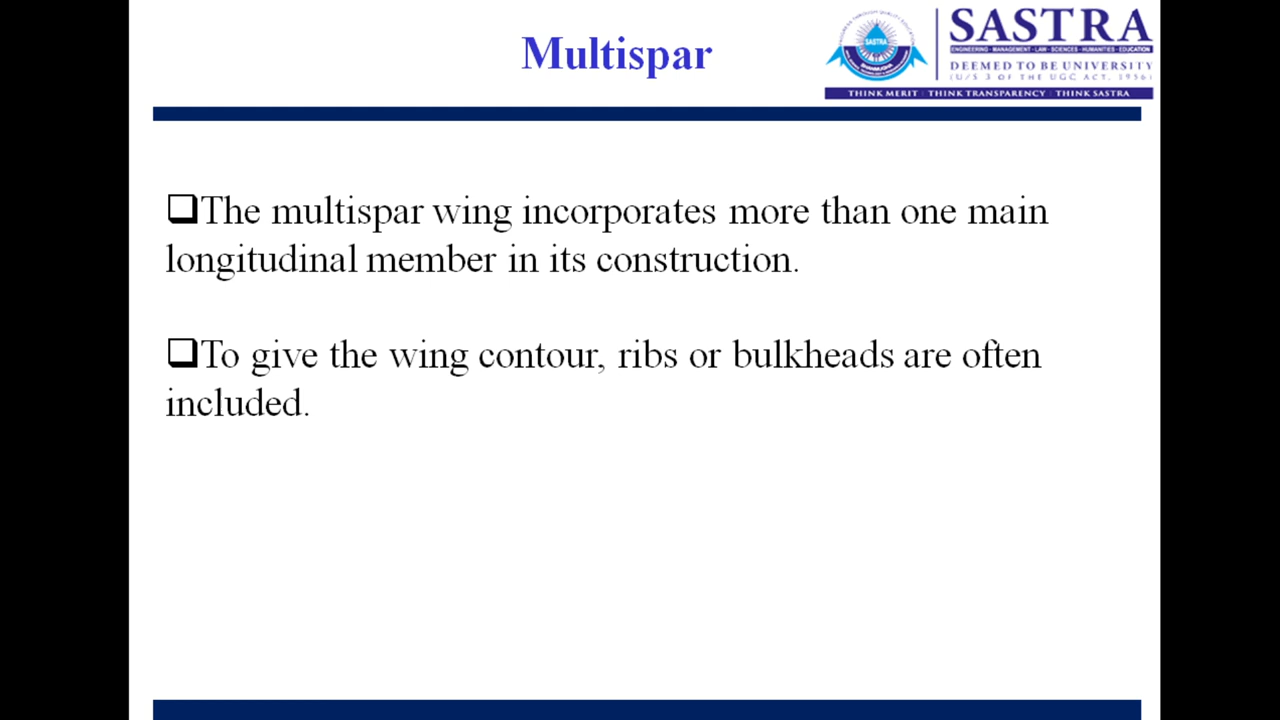 Multispar
SASTRA
SASTRA
ENGINEERING · MANAGEMENT · LAW · SCIENCES · HUMANITIES · EDUCATION
DEEMED TO BE UNIVERSITY
(U/S 3 OF THE UGC ACT, 1956)
THINK MERIT | THINK TRANSPARENCY | THINK SASTRA
❑The multispar wing incorporates more than one main
longitudinal member in its construction.
❑To give the wing contour, ribs or bulkheads are often
included.